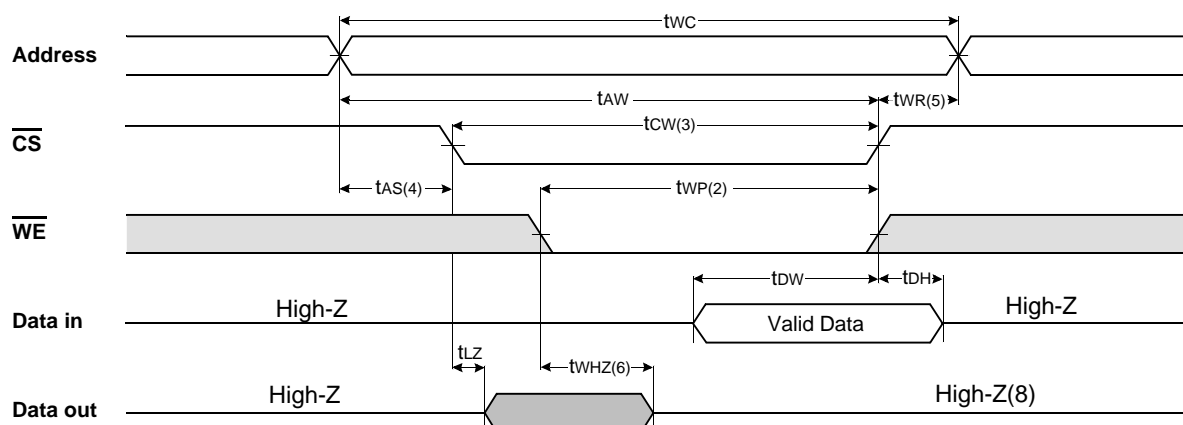 tWC
Address
tAW
tWR(5)
tCW(3)
CS
tAS(4)
tWP(2)
WE
tDW
tDH
High-Z
High-Z
Data in
Valid Data
tLZ
tWHZ(6)
High-Z
High-Z(8)
Data out